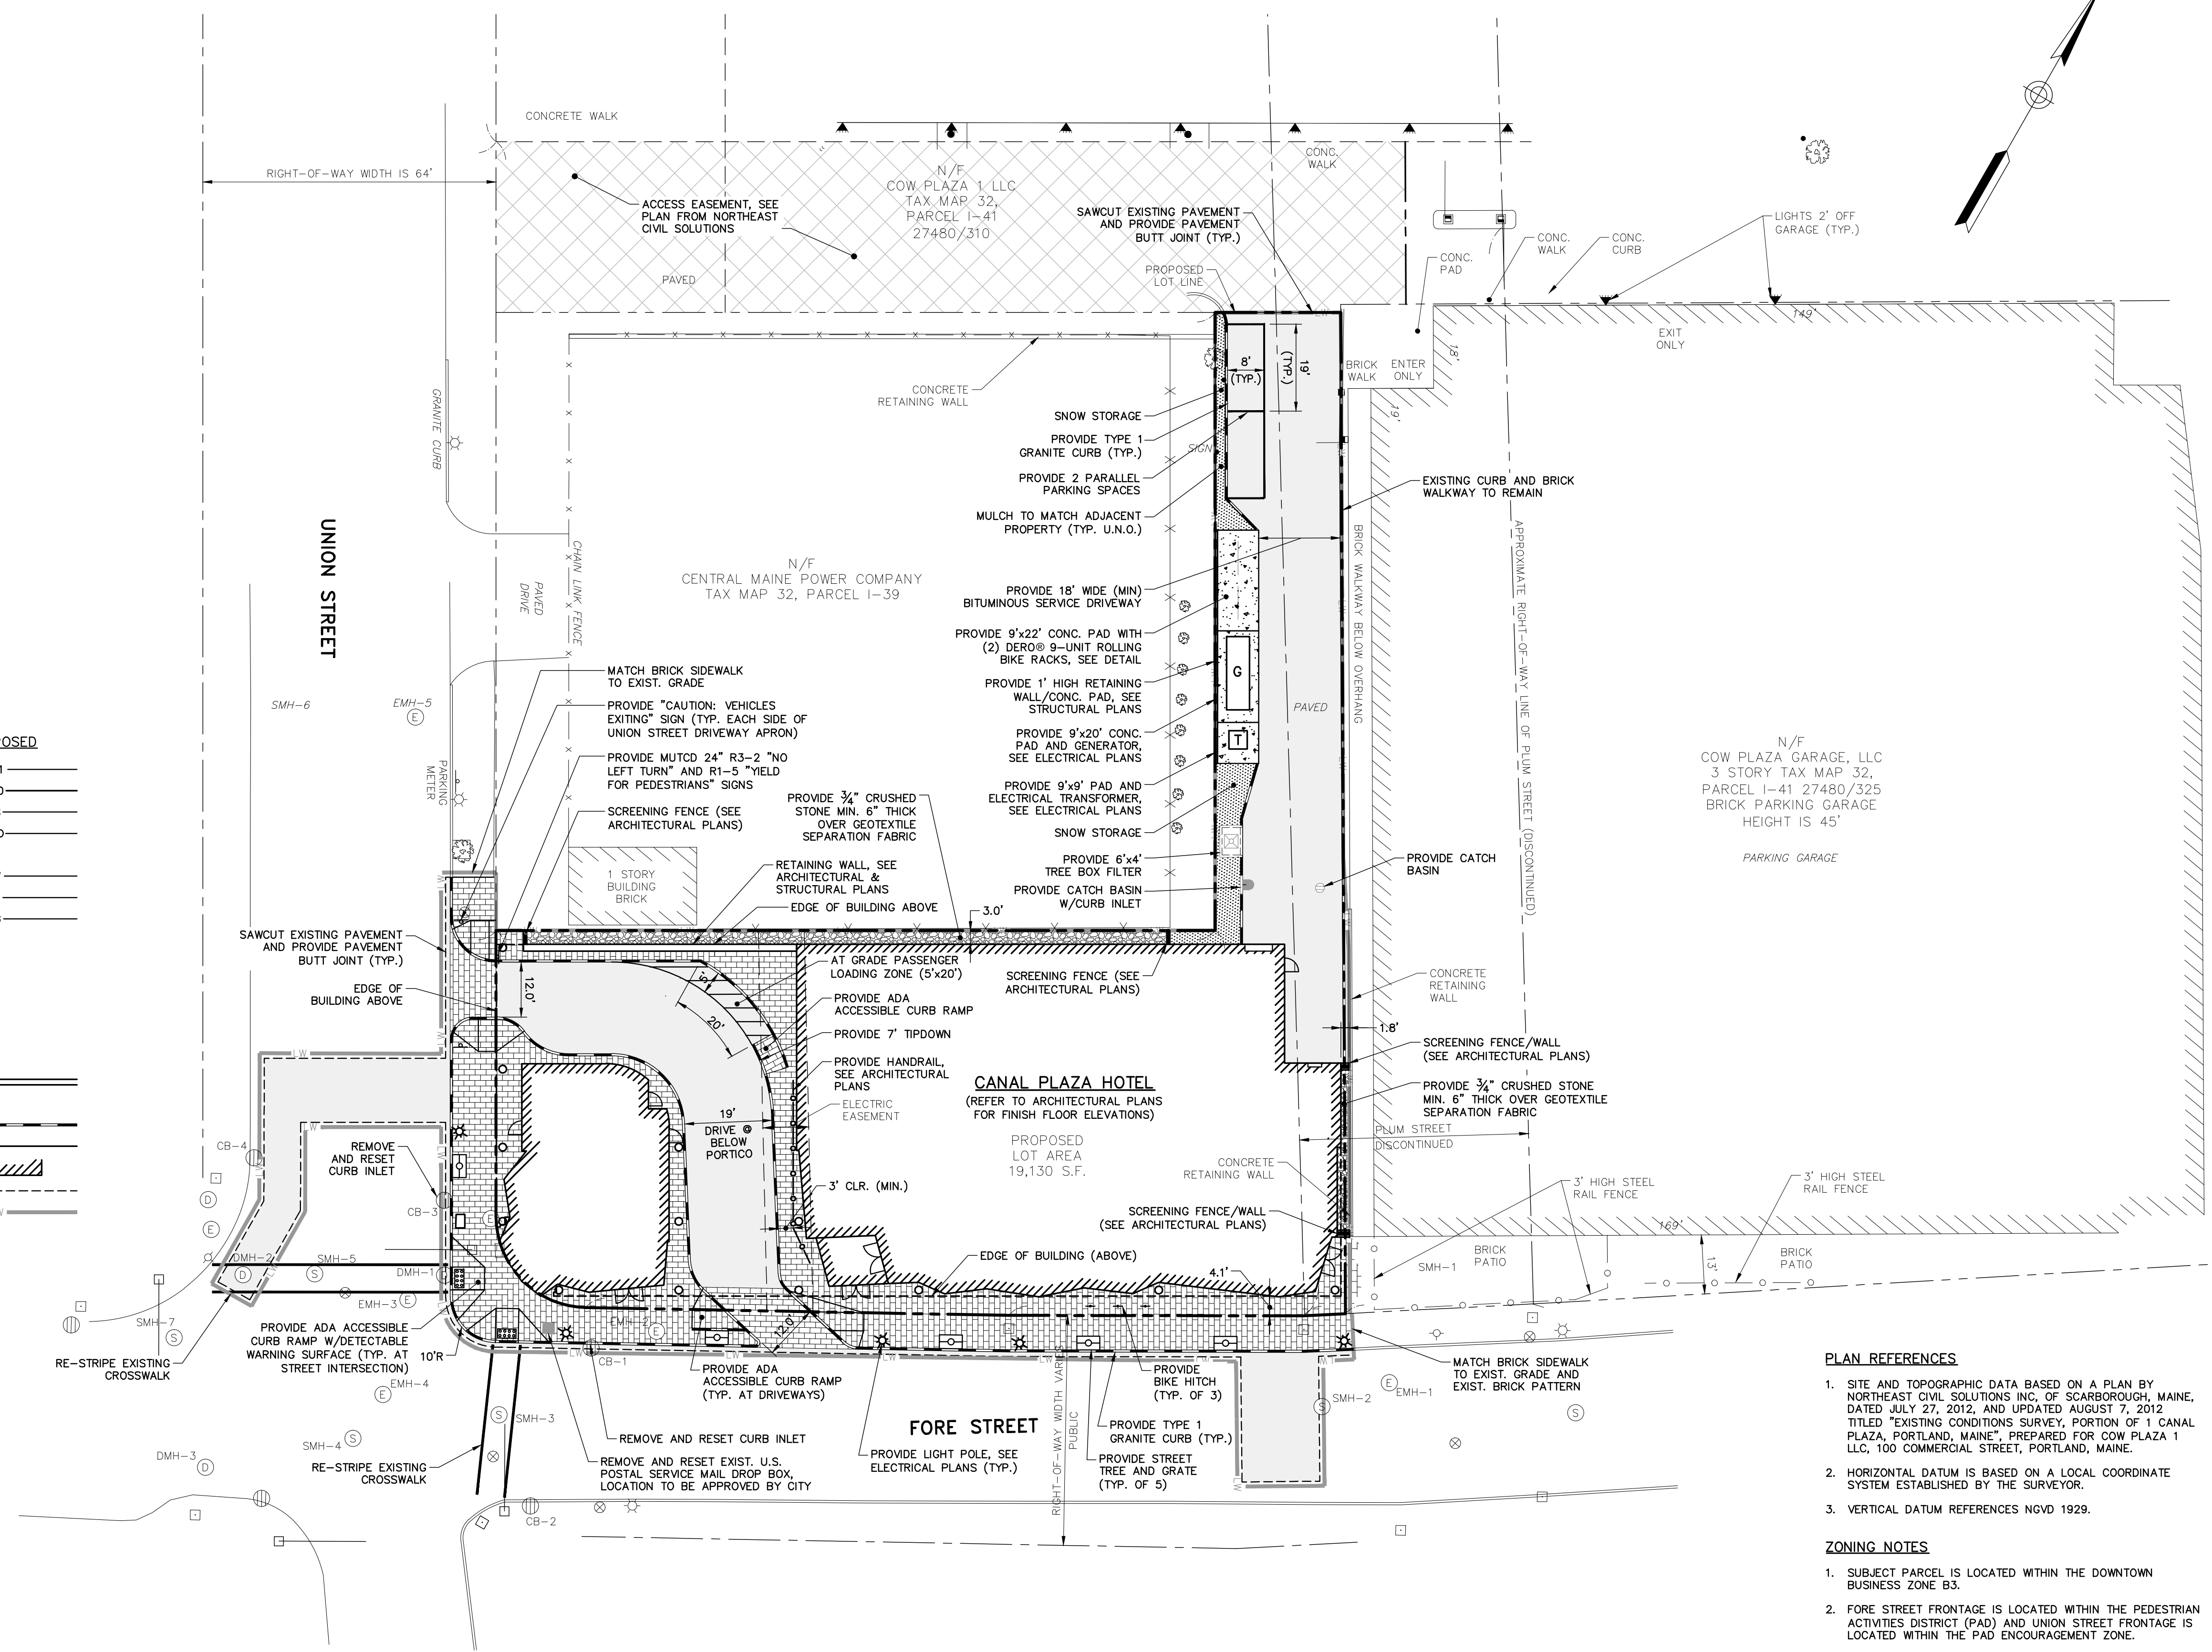 CONCRETE WALK
RIGHT-OF-WAY WIDTH IS 64'
ACCESS EASEMENT, SEE
PLAN FROM NORTHEAST
CIVIL SOLUTIONS
N/F
COW PLAZA 1 LLC
TAX MAP 32,
PARCEL I-41
27480/310
CONC.
WALK
SAWCUT EXISTING PAVEMENT
AND PROVIDE PAVEMENT
BUTT JOINT (TYP.)
PAVED
PROPOSED
LOT LINE
CONC.
PAD
CONC.
WALK
CONC.
CURB
LIGHTS 2' OFF
GARAGE (TYP.)
149'
EXIT
ONLY
18'
BRICK
WALK
ENTER
ONLY
19'
8'
(TYP.)
19'
(TYP.)
GRANITE CURB
CONCRETE
RETAINING WALL
SNOW STORAGE
PROVIDE TYPE 1
GRANITE CURB (TYP.)
SIGN
PROVIDE 2 PARALLEL
PARKING SPACES
MULCH TO MATCH ADJACENT
PROPERTY (TYP. U.N.O.)
EXISTING CURB AND BRICK
WALKWAY TO REMAIN
UNION STREET
CHAIN LINK FENCE
PAVED
DRIVE
N/F
CENTRAL MAINE POWER COMPANY
TAX MAP 32, PARCEL I-39
PROVIDE 18' WIDE (MIN)
BITUMINOUS SERVICE DRIVEWAY
PROVIDE 9'x22' CONC. PAD WITH
(2) DERO® 9-UNIT ROLLING
BIKE RACKS, SEE DETAIL
PROVIDE 1' HIGH RETAINING
WALL/CONC. PAD, SEE
STRUCTURAL PLANS
PROVIDE 9'x20' CONC.
PAD AND GENERATOR,
SEE ELECTRICAL PLANS
PROVIDE 9'x9' PAD AND
ELECTRICAL TRANSFORMER,
SEE ELECTRICAL PLANS
SNOW STORAGE
PROVIDE 6'x4'
TREE BOX FILTER
PROVIDE CATCH BASIN
W/CURB INLET
G
T
PAVED
BRICK WALKWAY BELOW OVERHANG
APPROXIMATE RIGHT-OF-WAY LINE OF PLUM STREET (DISCONTINUED)
N/F
COW PLAZA GARAGE, LLC
3 STORY TAX MAP 32,
PARCEL I-41 27480/325
BRICK PARKING GARAGE
HEIGHT IS 45'
PARKING GARAGE
PROVIDE CATCH
BASIN
SMH-6
EMH-5
E
POSED
PARKING
METER
MATCH BRICK SIDEWALK
TO EXIST. GRADE
PROVIDE "CAUTION: VEHICLES
EXITING" SIGN (TYP. EACH SIDE OF
UNION STREET DRIVEWAY APRON)
PROVIDE MUTCD 24" R3-2 "NO
LEFT TURN" AND R1-5 "YIELD
FOR PEDESTRIANS" SIGNS
SCREENING FENCE (SEE
ARCHITECTURAL PLANS)
PROVIDE 3/4" CRUSHED
STONE MIN. 6" THICK
OVER GEOTEXTILE
SEPARATION FABRIC
1 STORY
BUILDING
BRICK
RETAINING WALL, SEE
ARCHITECTURAL &
STRUCTURAL PLANS
EDGE OF BUILDING ABOVE
3.0'
SAWCUT EXISTING PAVEMENT
AND PROVIDE PAVEMENT
BUTT JOINT (TYP.)
EDGE OF
BUILDING ABOVE
12.0'
5'
20'
AT GRADE PASSENGER
LOADING ZONE (5'x20')
PROVIDE ADA
ACCESSIBLE CURB RAMP
PROVIDE 7' TIPDOWN
PROVIDE HANDRAIL,
SEE ARCHITECTURAL
PLANS
ELECTRIC
EASEMENT
SCREENING FENCE (SEE
ARCHITECTURAL PLANS)
CONCRETE
RETAINING
WALL
1.8'
SCREENING FENCE/WALL
(SEE ARCHITECTURAL PLANS)
PROVIDE 3/4" CRUSHED STONE
MIN. 6" THICK OVER GEOTEXTILE
SEPARATION FABRIC
CANAL PLAZA HOTEL
(REFER TO ARCHITECTURAL PLANS
FOR FINISH FLOOR ELEVATIONS)
PROPOSED
LOT AREA
19,130 S.F.
19'
DRIVE @
BELOW
PORTICO
3' CLR. (MIN.)
PLUM STREET
DISCONTINUED
CONCRETE
RETAINING WALL
SCREENING FENCE/WALL
(SEE ARCHITECTURAL PLANS)
EDGE OF BUILDING (ABOVE)
4.1'
3' HIGH STEEL
RAIL FENCE
3' HIGH STEEL
RAIL FENCE
169'
13'
BRICK
PATIO
BRICK
PATIO
SMH-1
CB-4
REMOVE
AND RESET
CURB INLET
CB-3
D
E
DMH-2
D
SMH-5
S
DMH-1
EMH-3
E
SMH-7
S
E
EMH-2
E
CB-1
LW
LW
LW
LW
LW
LW
PROVIDE ADA ACCESSIBLE
CURB RAMP W/DETECTABLE
WARNING SURFACE (TYP. AT
STREET INTERSECTION)
10'R
RE-STRIPE EXISTING
CROSSWALK
EMH-4
E
12.0'
PROVIDE ADA
ACCESSIBLE CURB RAMP
(TYP. AT DRIVEWAYS)
FORE STREET
PROVIDE
BIKE HITCH
(TYP. OF 3)
PROVIDE TYPE 1
GRANITE CURB (TYP.)
PROVIDE STREET
TREE AND GRATE
(TYP. OF 5)
RIGHT-OF-WAY WIDTH VARIES
PUBLIC
MATCH BRICK SIDEWALK
TO EXIST. GRADE AND
EXIST. BRICK PATTERN
S
SMH-2
E
EMH-1
S
S
SMH-3
SMH-4
S
DMH-3
D
RE-STRIPE EXISTING
CROSSWALK
REMOVE AND RESET CURB INLET
REMOVE AND RESET EXIST. U.S.
POSTAL SERVICE MAIL DROP BOX,
LOCATION TO BE APPROVED BY CITY
PROVIDE LIGHT POLE, SEE
ELECTRICAL PLANS (TYP.)
CB-2
PLAN REFERENCES
1. SITE AND TOPOGRAPHIC DATA BASED ON A PLAN BY
NORTHEAST CIVIL SOLUTIONS INC, OF SCARBOROUGH, MAINE,
DATED JULY 27, 2012, AND UPDATED AUGUST 7, 2012
TITLED "EXISTING CONDITIONS SURVEY, PORTION OF 1 CANAL
PLAZA, PORTLAND, MAINE", PREPARED FOR COW PLAZA 1
LLC, 100 COMMERCIAL STREET, PORTLAND, MAINE.
2. HORIZONTAL DATUM IS BASED ON A LOCAL COORDINATE
SYSTEM ESTABLISHED BY THE SURVEYOR.
3. VERTICAL DATUM REFERENCES NGVD 1929.
ZONING NOTES
1. SUBJECT PARCEL IS LOCATED WITHIN THE DOWNTOWN
BUSINESS ZONE B3.
2. FORE STREET FRONTAGE IS LOCATED WITHIN THE PEDESTRIAN
ACTIVITIES DISTRICT (PAD) AND UNION STREET FRONTAGE IS
LOCATED WITHIN THE PAD ENCOURAGEMENT ZONE.